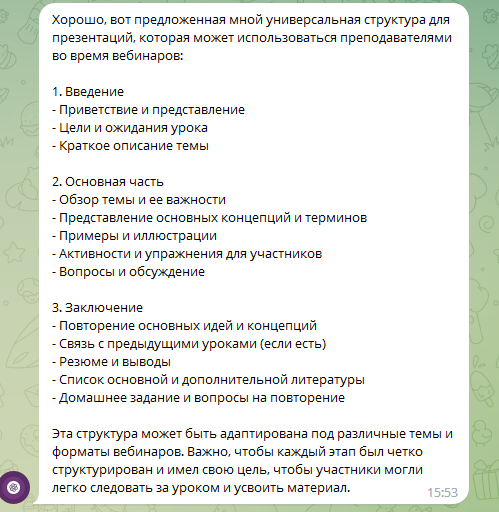 Хорошо, вот предложенная мной универсальная структура для
презентаций, которая может использоваться преподавателями
во время вебинаров:
1. Введение
- Приветствие и представление
- Цели и ожидания урока
- Краткое описание темы
2. Основная часть
- Обзор темы и ее важности
- Представление основных концепций и терминов
- Примеры и иллюстрации
- Активности и упражнения для участников
- Вопросы и обсуждение
3. Заключение
- Повторение основных идей и концепций
- Связь с предыдущими уроками (если есть)
- Резюме и выводы
- Список основной и дополнительной литературы
- Домашнее задание и вопросы на повторение
Эта структура может быть адаптирована под различные темы и
форматы вебинаров. Важно, чтобы каждый этап был четко
структурирован и имел свою цель, чтобы участники могли
легко следовать за уроком и усвоить материал.
15:53